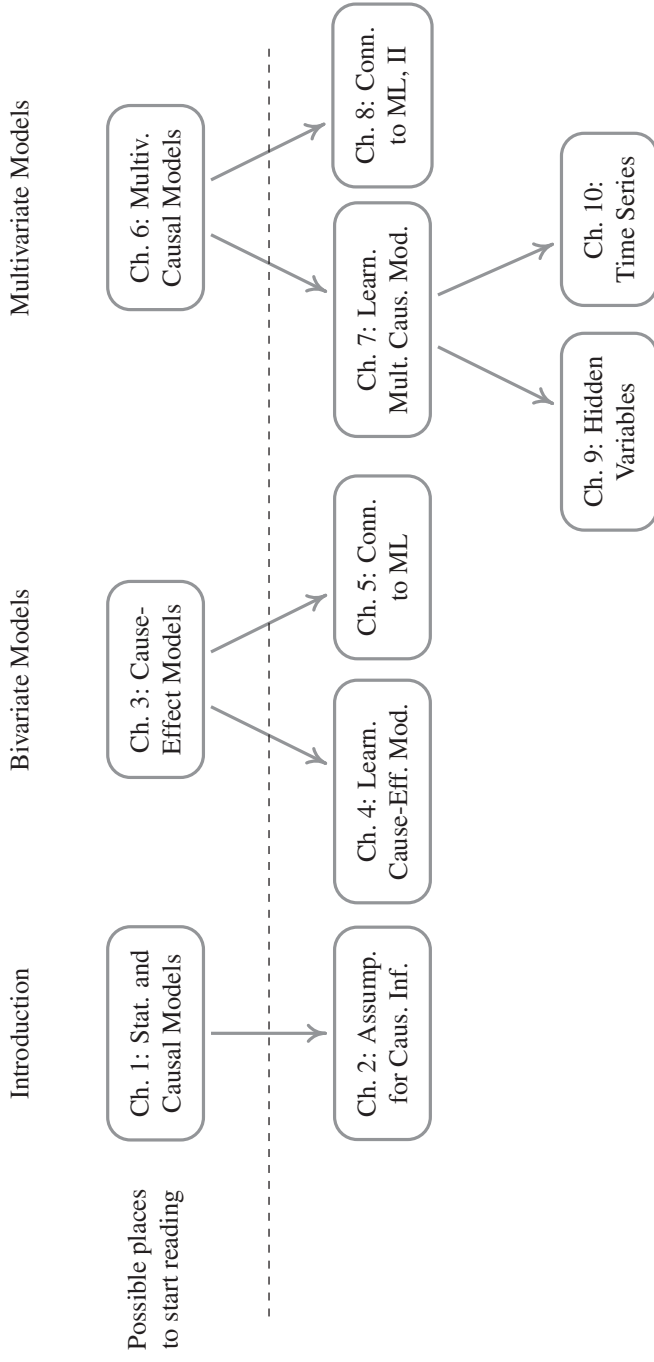 Introduction
Bivariate Models
Multivariate Models
Possible places
to start reading
Ch. 1: Stat. and
Causal Models
Ch. 3: Cause-
Effect Models
Ch. 6: Multiv.
Causal Models
Ch. 2: Assump.
for Caus. Inf.
Ch. 4: Learn.
Cause-Eff. Mod.
Ch. 5: Conn.
to ML
Ch. 7: Learn.
Mult. Caus. Mod.
Ch. 8: Conn.
to ML, II
Ch. 9: Hidden
Variables
Ch. 10:
Time Series